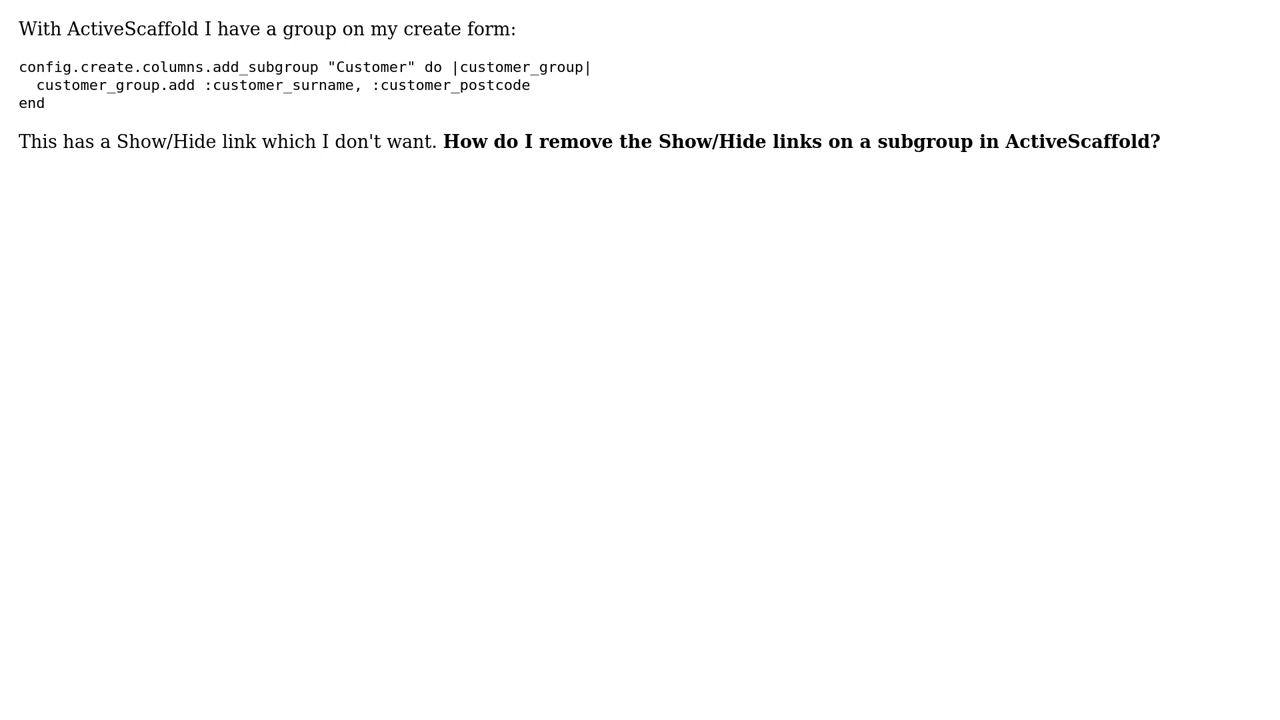 With ActiveScaffold I have a group on my create form:
config.create.columns.add_subgroup "Customer" do |customer_group|
  customer_group.add :customer_surname, :customer_postcode
end
This has a Show/Hide link which I don't want. How do I remove the Show/Hide links on a subgroup in ActiveScaffold?